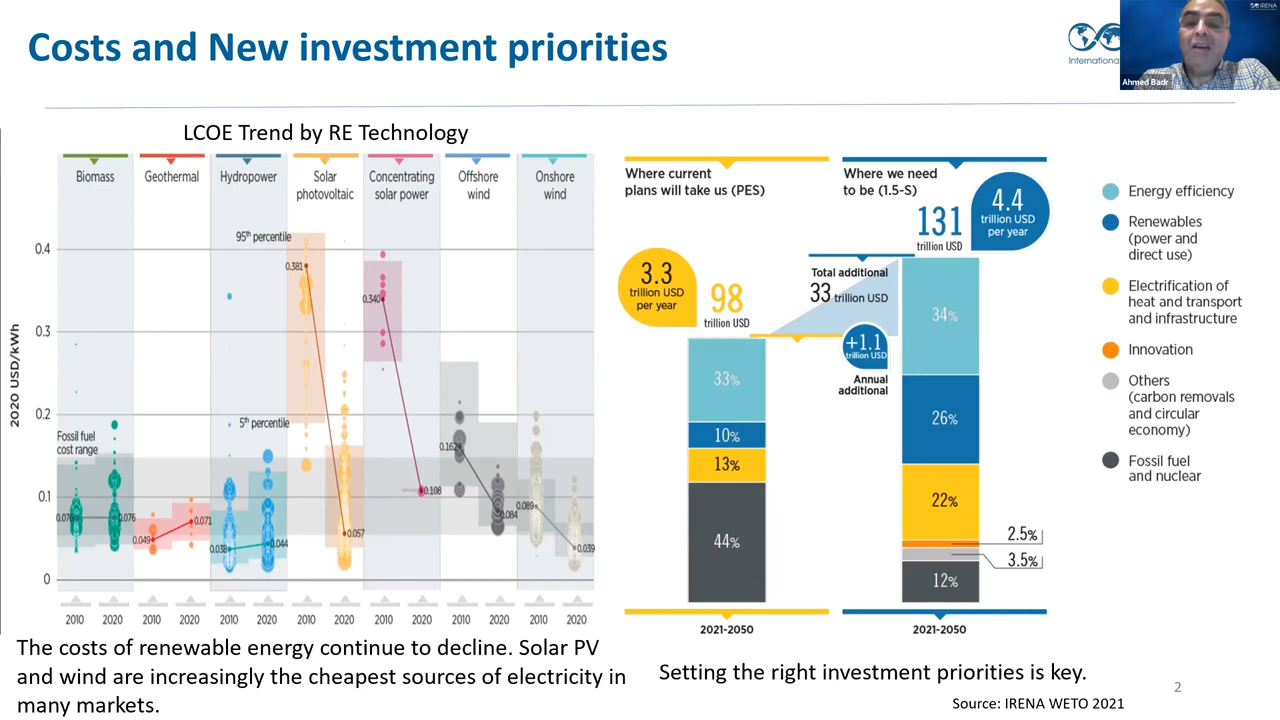 Costs and New investment priorities
International
IRENA
Ahmed Badr
LCOE Trend by RE Technology
Biomass
Geothermal
Hydropower
Solar
photovoltaic
Concentrating
solar power
Offshore
wind
Onshore
wind
2020 USD/kWh
0.4
0.3
0.2
0.1
0
95th percentile
5th percentile
Fossil fuel
cost range
0.076
0.076
0.049
0.071
0.038
0.044
0.381
0.057
0.340
0.108
0.162
0.084
0.089
0.039
2010 2020 2010 2020 2010 2020 2010 2020 2010 2020 2010 2020 2010 2020
The costs of renewable energy continue to decline. Solar PV
and wind are increasingly the cheapest sources of electricity in
many markets.
Where current
plans will take us (PES)
3.3
trillion USD
per year
98
trillion USD
33%
10%
13%
44%
2021-2050
Where we need
to be (1.5-S)
131
trillion USD
4.4
trillion USD
per year
Total additional
33 trillion USD
+1.1
trillion USD
Annual
additional
34%
26%
22%
2.5%
3.5%
12%
2021-2050
Energy efficiency
Renewables
(power and
direct use)
Electrification of
heat and transport
and infrastructure
Innovation
Others
(carbon removals
and circular
economy)
Fossil fuel
and nuclear
Setting the right investment priorities is key.
Source: IRENA WETO 2021
2